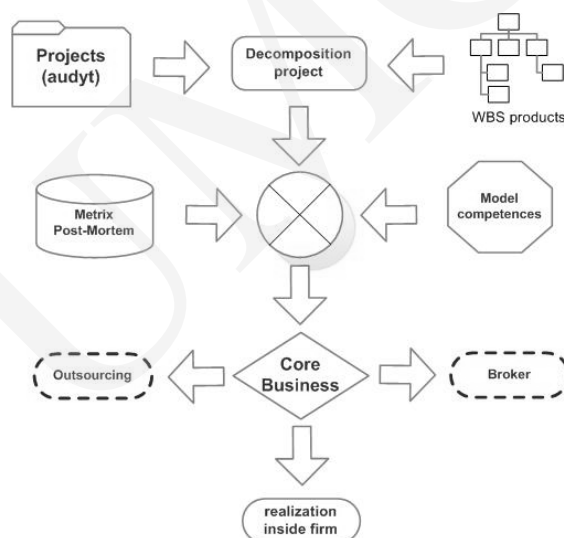 Projects
(audyt)
Decomposition
project
WBS products
Metrix
Post-Mortem
Model
competences
Outsourcing
Core
Business
Broker
realization
inside firm